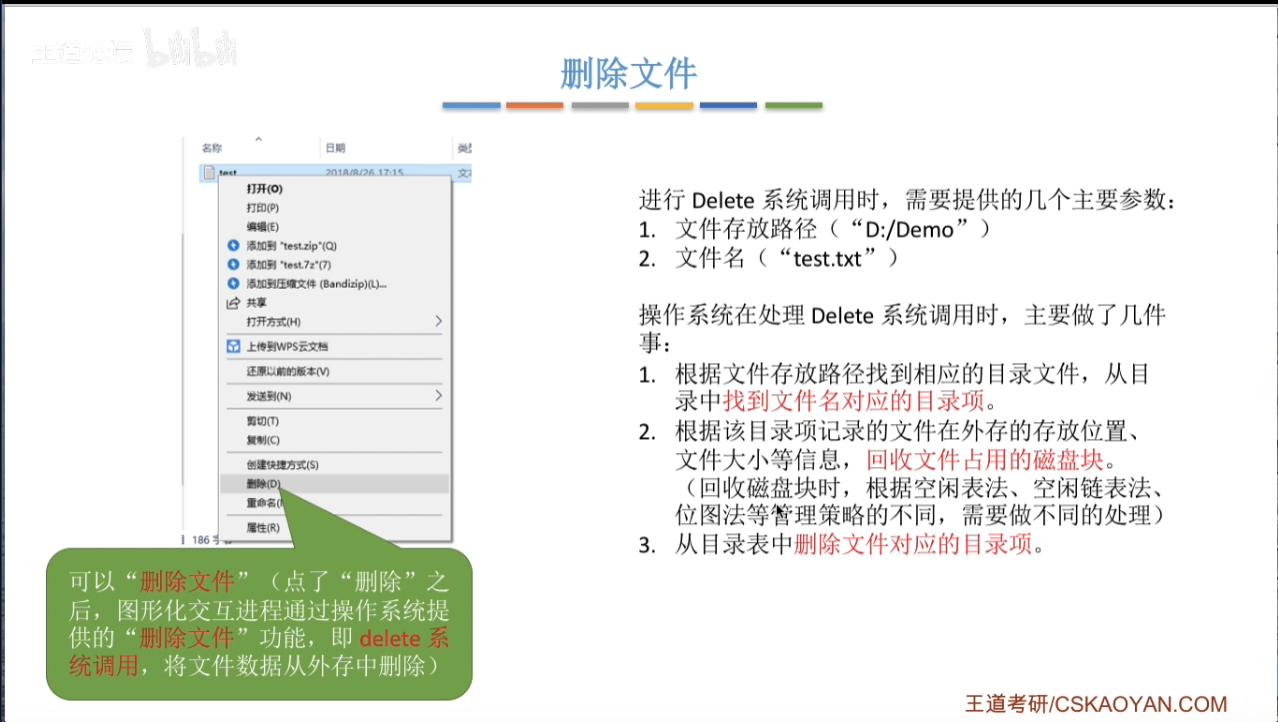 王道论坛 bilibili
删除文件
名称 日期 类型
test 2018/8/26 17:15 文本
打开(O)
打印(P)
编辑(E)
添加到 "test.zip"(Q)
添加到 "test.7z"(7)
添加到压缩文件 (Bandizip)(L)...
共享
打开方式(H)
上传到WPS云文档
还原以前的版本(V)
发送到(N)
剪切(T)
复制(C)
创建快捷方式(S)
删除(D)
重命名(
属性(R)
186 字
可以“删除文件”（点了“删除”之
后，图形化交互进程通过操作系统提
供的“删除文件”功能，即 delete 系
统调用，将文件数据从外存中删除）
进行 Delete 系统调用时，需要提供的几个主要参数：
1. 文件存放路径（“D:/Demo”）
2. 文件名（“test.txt”）
操作系统在处理 Delete 系统调用时，主要做了几件
事：
1. 根据文件存放路径找到相应的目录文件，从目
录中找到文件名对应的目录项。
2. 根据该目录项记录的文件在外存的存放位置、
文件大小等信息，回收文件占用的磁盘块。
（回收磁盘块时，根据空闲表法、空闲链表法、
位图法等管理策略的不同，需要做不同的处理）
3. 从目录表中删除文件对应的目录项。
王道考研/CSKAOYAN.COM